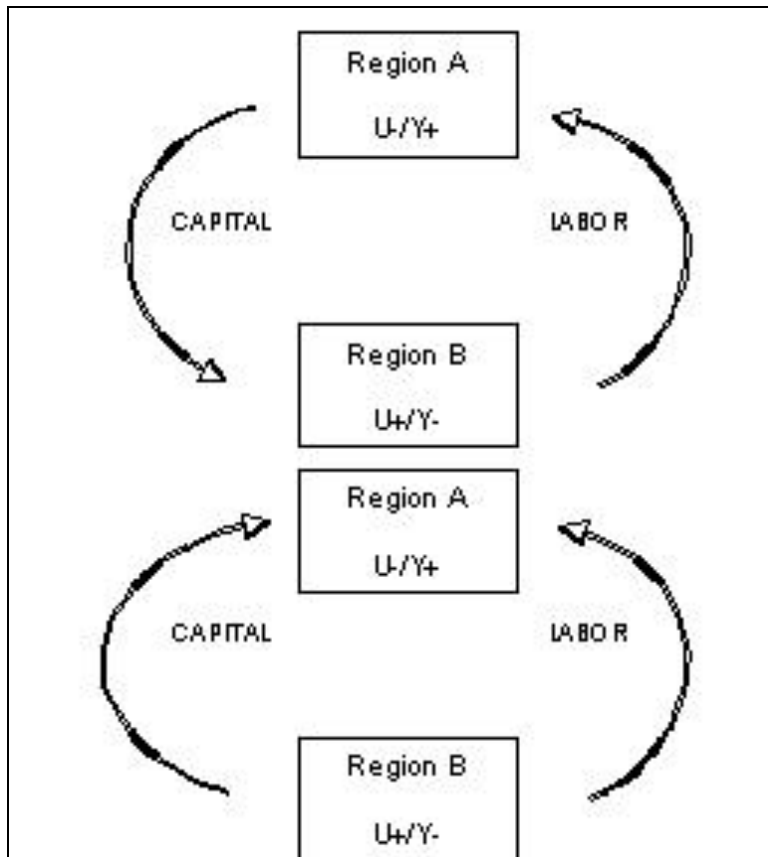 Region A
U-/Y+
CAPITAL LABOR
Region B
U+/Y-
Region A
U-/Y+
CAPITAL LABOR
Region B
U+/Y-